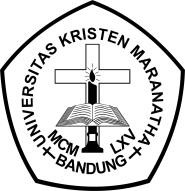 UNIVERSITAS KRISTEN MARANATHA
MCM LXV
BANDUNG